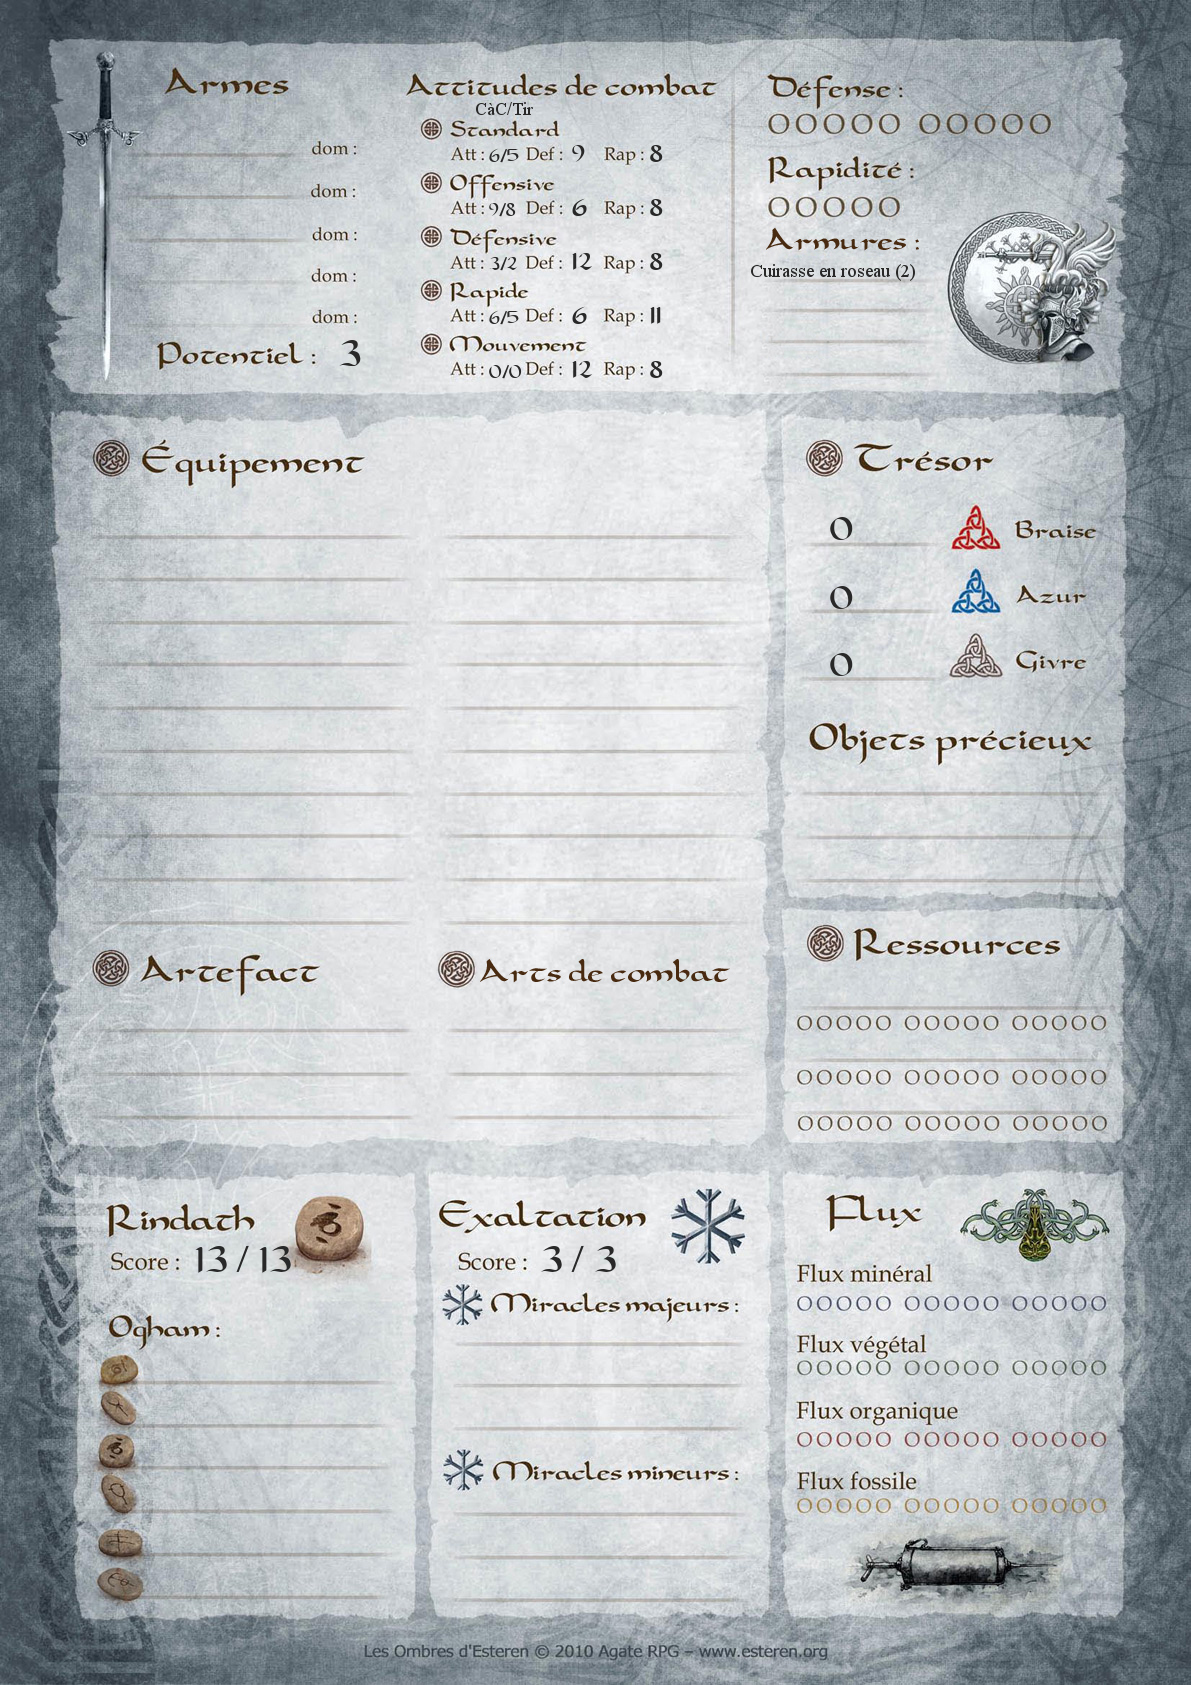 Armes
dom :
dom :
dom :
dom :
dom :
Potentiel : 3
Attitudes de combat
CàC/Tir
Standard
Att : 6/5 Def : 9 Rap : 8
Offensive
Att : 9/8 Def : 6 Rap : 8
Défensive
Att : 3/2 Def : 12 Rap : 8
Rapide
Att : 6/5 Def : 6 Rap : 11
Mouvement
Att : 0/0 Def : 12 Rap : 8
Défense :
OOOOO OOOOO
Rapidité :
OOOOO
Armures :
Cuirasse en roseau (2)
Équipement
Trésor
0 Braise
0 Azur
0 Givre
Objets précieux
Artefact
Arts de combat
Ressources
OOOOO OOOOO OOOOO
OOOOO OOOOO OOOOO
OOOOO OOOOO OOOOO
Rindath
Score : 13 / 13
Ogham :
Exaltation
Score : 3 / 3
Miracles majeurs :
Miracles mineurs :
Flux
Flux minéral
OOOOO OOOOO OOOOO
Flux végétal
OOOOO OOOOO OOOOO
Flux organique
OOOOO OOOOO OOOOO
Flux fossile
OOOOO OOOOO OOOOO
Les Ombres d'Esteren © 2010 Agate RPG – www.esteren.org